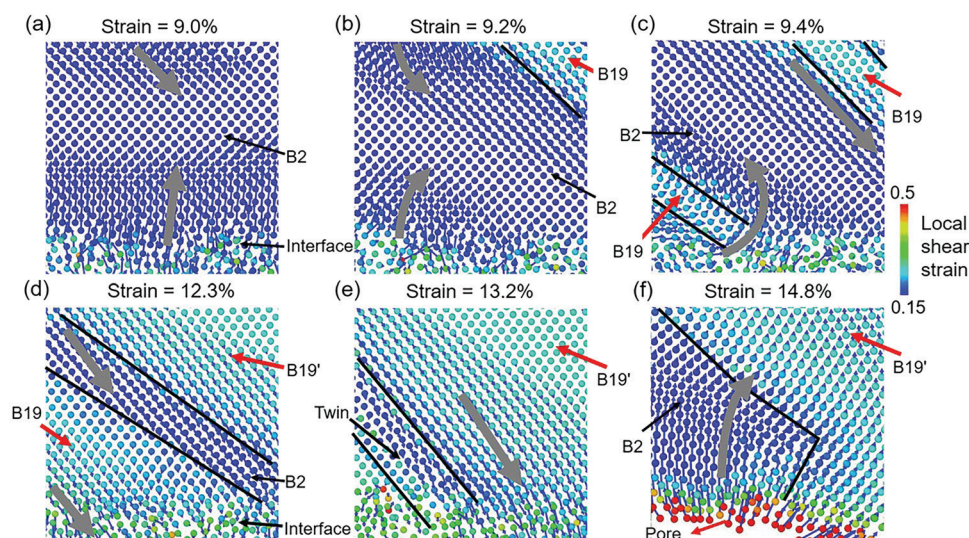 (a)
Strain = 9.0%
B2
Interface
(b)
Strain = 9.2%
B19
B2
(c)
Strain = 9.4%
B19
B2
B19
0.5
Local
shear
strain
0.15
(d)
Strain = 12.3%
B19'
B19
B2
Interface
(e)
Strain = 13.2%
B19'
Twin
(f)
Strain = 14.8%
B19'
B2
Pore